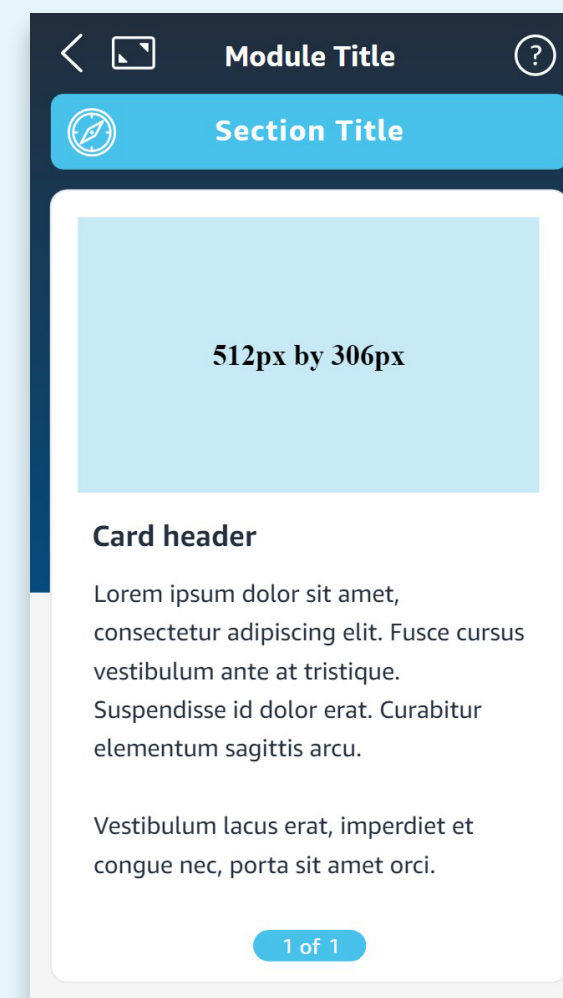 Module Title
?
Section Title
512px by 306px
Card header
Lorem ipsum dolor sit amet,
consectetur adipiscing elit. Fusce cursus
vestibulum ante at tristique.
Suspendisse id dolor erat. Curabitur
elementum sagittis arcu.
Vestibulum lacus erat, imperdiet et
congue nec, porta sit amet orci.
1 of 1